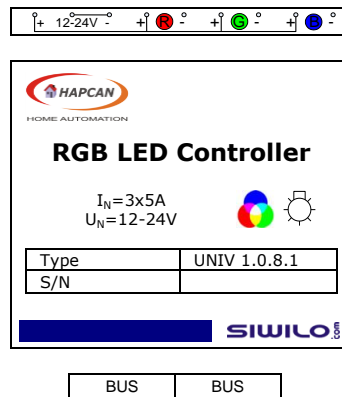 + 12-24V - +R - +G - +B -
HAPCAN
HOME AUTOMATION
RGB LED Controller
IN=3x5A
UN=12-24V
Type UNIV 1.0.8.1
S/N
SIWILO
BUS BUS